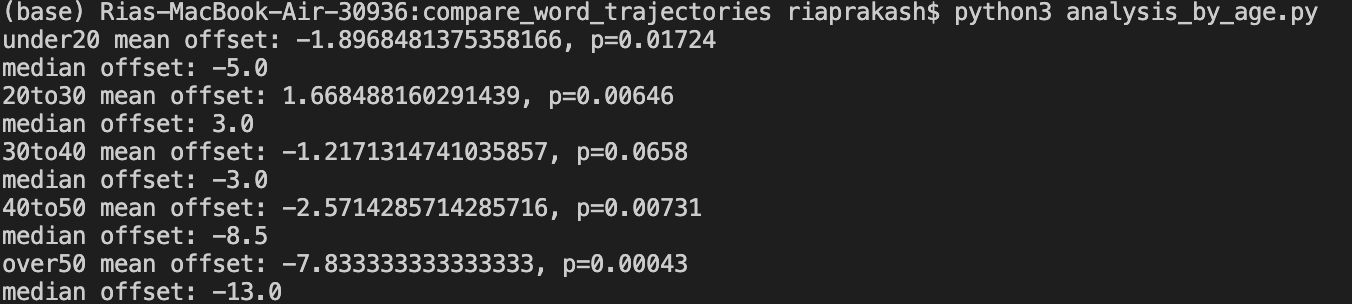 (base) Rias-MacBook-Air-30936:compare_word_trajectories riaprakash$ python3 analysis_by_age.py
under20 mean offset: -1.8968481375358166, p=0.01724
median offset: -5.0
20to30 mean offset: 1.668488160291439, p=0.00646
median offset: 3.0
30to40 mean offset: -1.2171314741035857, p=0.0658
median offset: -3.0
40to50 mean offset: -2.5714285714285716, p=0.00731
median offset: -8.5
over50 mean offset: -7.833333333333333, p=0.00043
median offset: -13.0